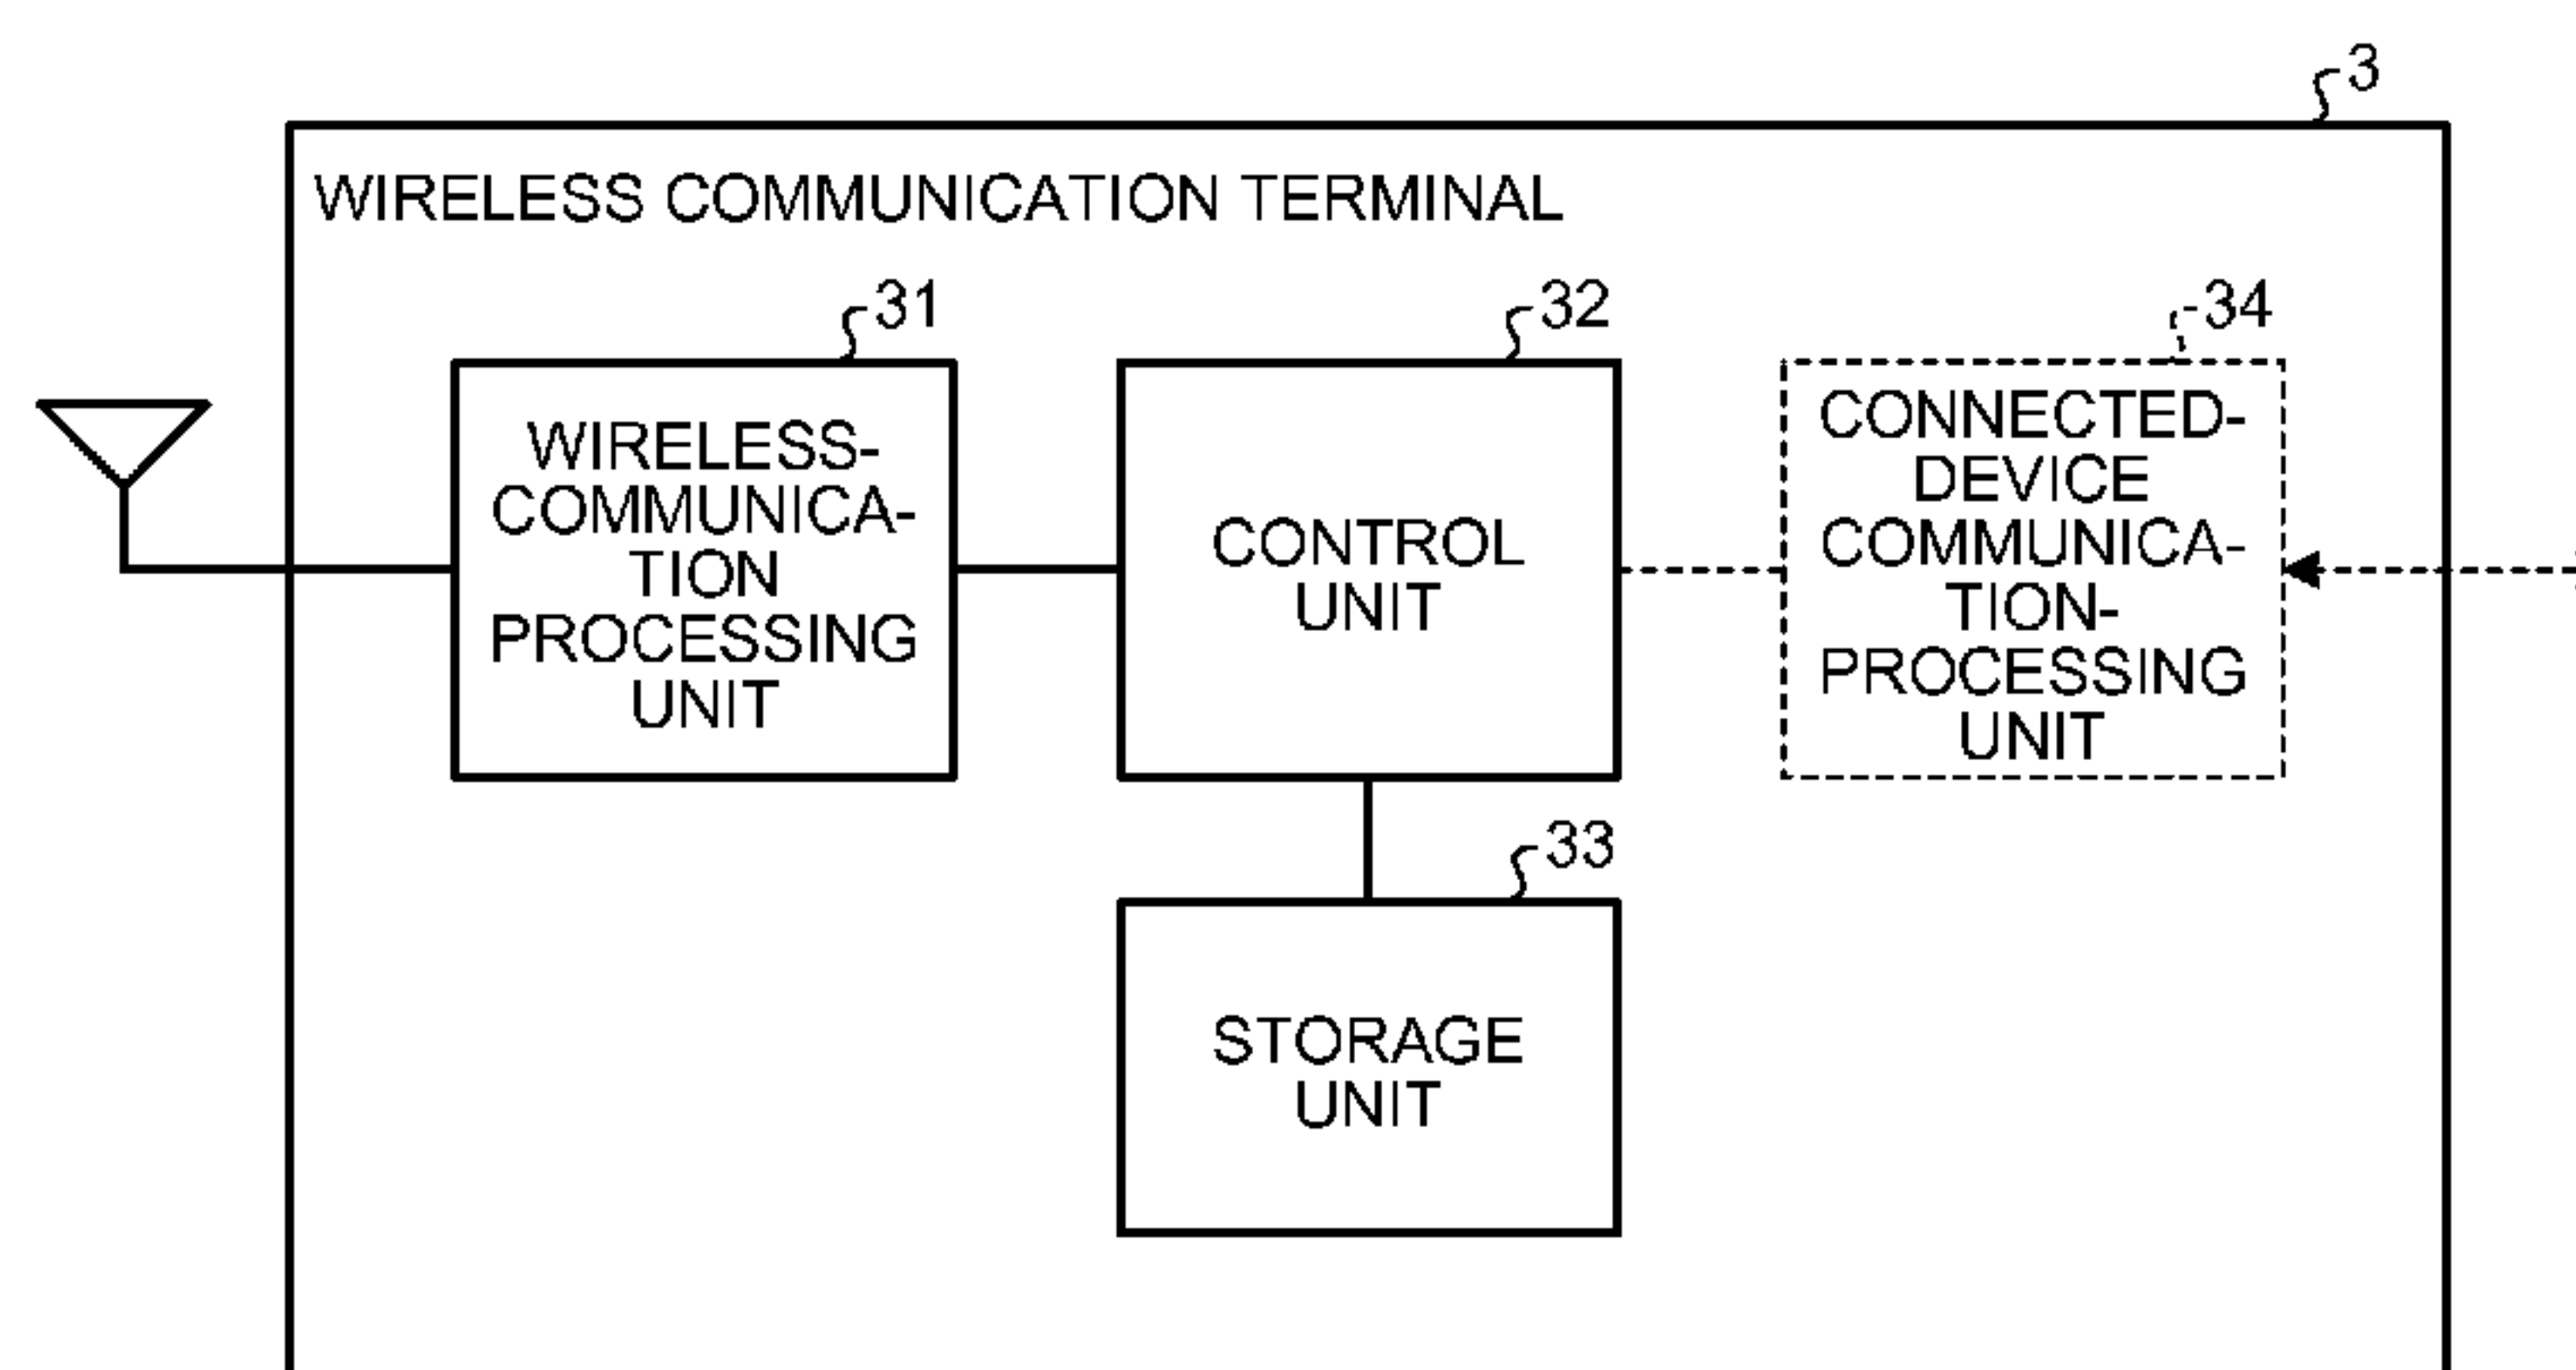 3
WIRELESS COMMUNICATION TERMINAL
31
WIRELESS-
COMMUNICA-
TION
PROCESSING
UNIT
32
CONTROL
UNIT
34
CONNECTED-
DEVICE
COMMUNICA-
TION-
PROCESSING
UNIT
33
STORAGE
UNIT